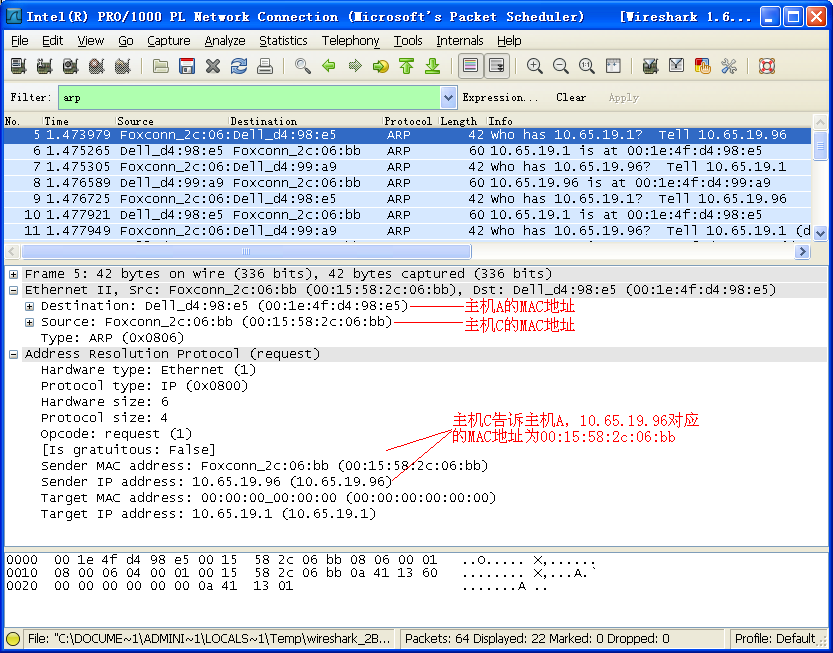 Intel(R) PRO/1000 PL Network Connection (Microsoft's Packet Scheduler) [Wireshark 1.6...
File Edit View Go Capture Analyze Statistics Telephony Tools Internals Help
Filter: arp Expression... Clear Apply
No. Time Source Destination Protocol Length Info
5 1.473979 Foxconn_2c:06: Dell_d4:98:e5 ARP 42 who has 10.65.19.1? Tell 10.65.19.96
6 1.475265 Dell_d4:98:e5 Foxconn_2c:06:bb ARP 60 10.65.19.1 is at 00:1e:4f:d4:98:e5
7 1.475305 Foxconn_2c:06: Dell_d4:99:a9 ARP 42 who has 10.65.19.96? Tell 10.65.19.1
8 1.476589 Dell_d4:99:a9 Foxconn_2c:06:bb ARP 60 10.65.19.96 is at 00:1e:4f:d4:99:a9
9 1.476725 Foxconn_2c:06: Dell_d4:98:e5 ARP 42 who has 10.65.19.1? Tell 10.65.19.96
10 1.477921 Dell_d4:98:e5 Foxconn_2c:06:bb ARP 60 10.65.19.1 is at 00:1e:4f:d4:98:e5
11 1.477949 Foxconn_2c:06: Dell_d4:99:a9 ARP 42 who has 10.65.19.96? Tell 10.65.19.1 (d
Frame 5: 42 bytes on wire (336 bits), 42 bytes captured (336 bits)
Ethernet II, Src: Foxconn_2c:06:bb (00:15:58:2c:06:bb), Dst: Dell_d4:98:e5 (00:1e:4f:d4:98:e5)
Destination: Dell_d4:98:e5 (00:1e:4f:d4:98:e5) 主机A的MAC地址
Source: Foxconn_2c:06:bb (00:15:58:2c:06:bb) 主机C的MAC地址
Type: ARP (0x0806)
Address Resolution Protocol (request)
Hardware type: Ethernet (1)
Protocol type: IP (0x0800)
Hardware size: 6
Protocol size: 4
Opcode: request (1)
[Is gratuitous: False]
主机C告诉主机A, 10.65.19.96对应
的MAC地址为00:15:58:2c:06:bb
Sender MAC address: Foxconn_2c:06:bb (00:15:58:2c:06:bb)
Sender IP address: 10.65.19.96 (10.65.19.96)
Target MAC address: 00:00:00_00:00:00 (00:00:00:00:00:00)
Target IP address: 10.65.19.1 (10.65.19.1)
0000 00 1e 4f d4 98 e5 00 15 58 2c 06 bb 08 06 00 01 ..O..... X,......
0010 08 00 06 04 00 01 00 15 58 2c 06 bb 0a 41 13 60 ........ X,...A.`
0020 00 00 00 00 00 00 0a 41 13 01 .......A ..
File: "C:\DOCUME~1\ADMINI~1\LOCALS~1\Temp\wireshark_2B... Packets: 64 Displayed: 22 Marked: 0 Dropped: 0 Profile: Default